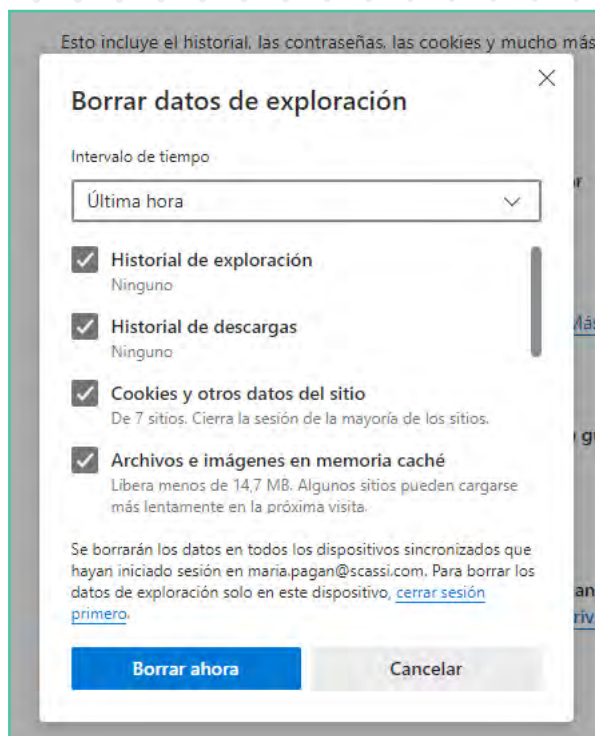 Esto incluye el historial, las contraseñas, las cookies y mucho más
Borrar datos de exploración
Intervalo de tiempo
Última hora
Historial de exploración
Ninguno
Historial de descargas
Ninguno
Más
Cookies y otros datos del sitio
De 7 sitios. Cierra la sesión de la mayoría de los sitios.
Archivos e imágenes en memoria caché
Libera menos de 14,7 MB. Algunos sitios pueden cargarse
más lentamente en la próxima visita.
Se borrarán los datos en todos los dispositivos sincronizados que
hayan iniciado sesión en maria.pagan@scassi.com. Para borrar los
datos de exploración solo en este dispositivo, cerrar sesión
primero.
Borrar ahora
Cancelar